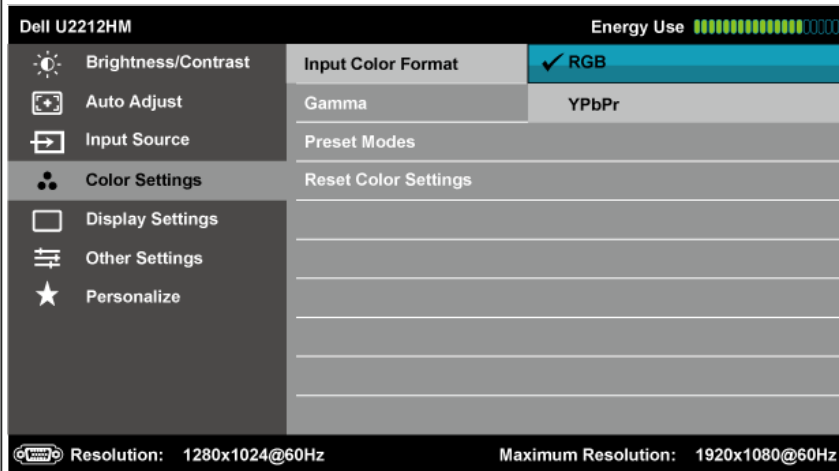 Dell U2212HM Energy Use
Brightness/Contrast Input Color Format RGB
Auto Adjust Gamma YPbPr
Input Source Preset Modes
Color Settings Reset Color Settings
Display Settings
Other Settings
Personalize
Resolution: 1280x1024@60Hz Maximum Resolution: 1920x1080@60Hz